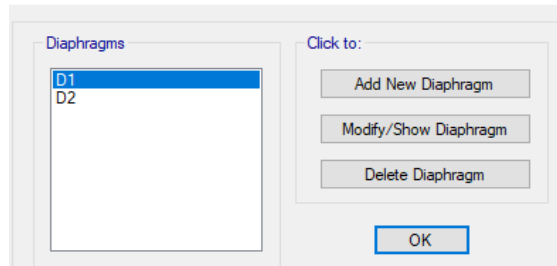 Diaphragms
D1
D2
Click to:
Add New Diaphragm
Modify/Show Diaphragm
Delete Diaphragm
OK